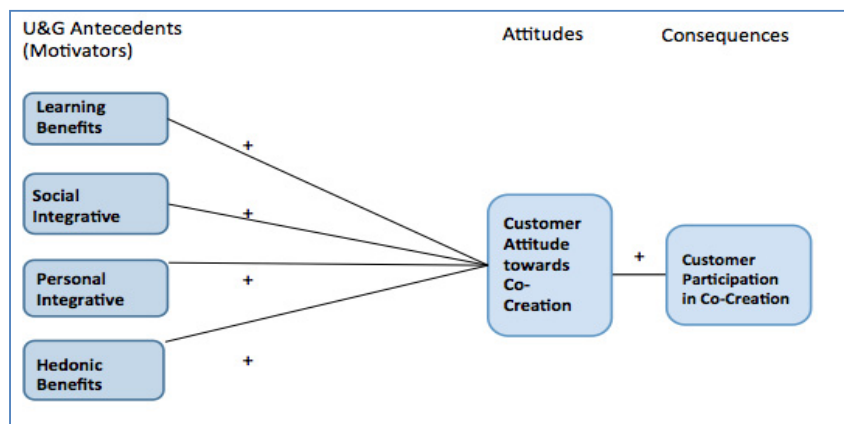 U&G Antecedents
(Motivators)
Attitudes
Consequences
Learning
Benefits
+
Social
Integrative
+
Personal
Integrative
+
Hedonic
Benefits
+
Customer
Attitude
towards
Co-
Creation
+
Customer
Participation
in Co-Creation